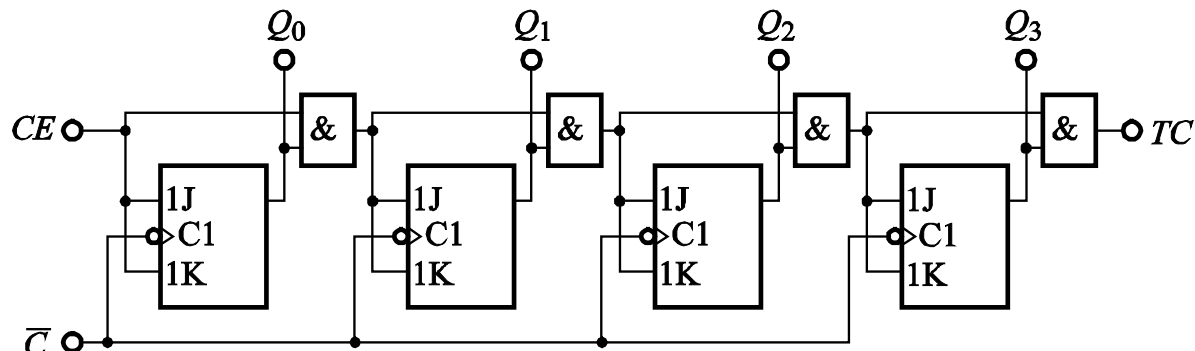 Q0 Q1 Q2 Q3
CE & & & & TC
1J 1J 1J 1J
C1 C1 C1 C1
1K 1K 1K 1K
C̅